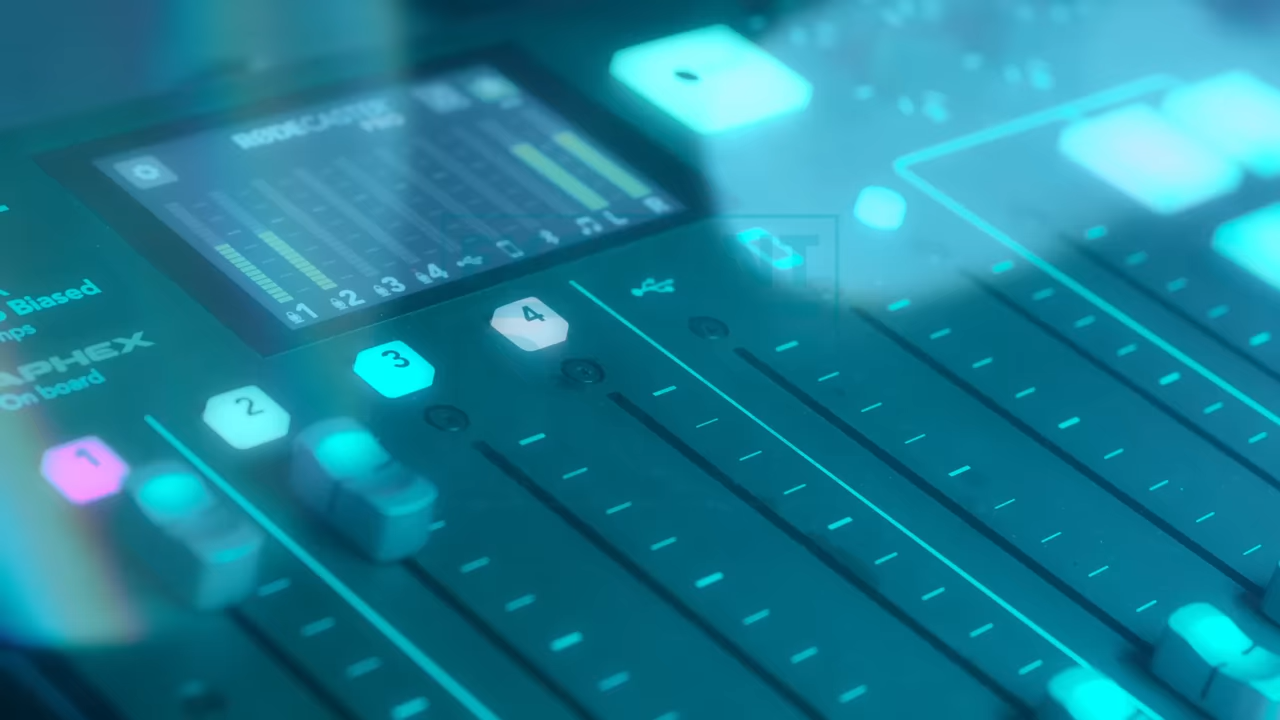 RØDECASTER
PRO
1 2 3 4 L R
Biased
mps
APHEX
On board
1
2
3
4